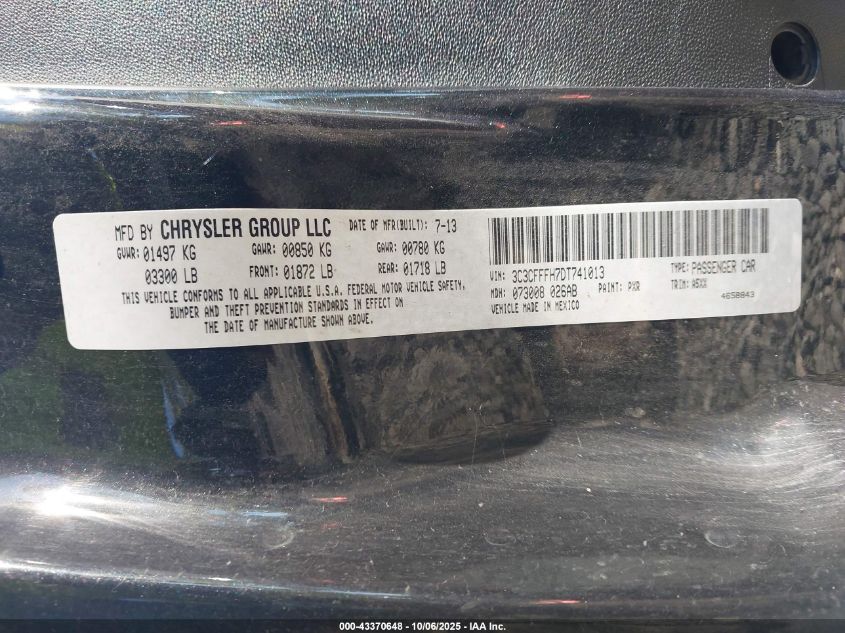 MFD BY CHRYSLER GROUP LLC DATE OF MFR(BUILT): 7-13
GVWR: 01497 KG GAWR: 00850 KG GAWR: 00780 KG
03300 LB FRONT: 01872 LB REAR: 01718 LB
THIS VEHICLE CONFORMS TO ALL APPLICABLE U.S.A. FEDERAL MOTOR VEHICLE SAFETY,
BUMPER AND THEFT PREVENTION STANDARDS IN EFFECT ON
THE DATE OF MANUFACTURE SHOWN ABOVE.
VIN: 3C3CFFFH7DT741013 TYPE: PASSENGER CAR
MDH: 073008 026AB PAINT: PXR TRIM: A5XX
VEHICLE MADE IN MEXICO 4658843
000-43370648 - 10/06/2025 - IAA Inc.